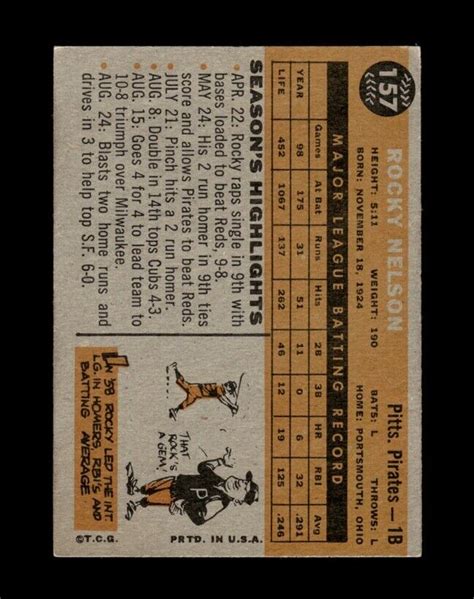 157
ROCKY NELSON
Pitts. Pirates—1B
HEIGHT: 5:11 WEIGHT: 190 BATS: L THROWS: L
BORN: NOVEMBER 18, 1924 HOME: PORTSMOUTH, OHIO
MAJOR LEAGUE BATTING RECORD
Games At Bat Runs Hits 2B 3B HR RBI Avg
YEAR 98 175 31 51 11 0 6 32 .291
LIFE 452 1067 137 262 46 12 16 125 .246
SEASON'S HIGHLIGHTS
APR. 22: Rocky raps single in 9th with
bases loaded to beat Reds, 9-8.
MAY 24: His 2 run homer in 9th ties
score and allows Pirates to beat Reds.
JULY 21: Pinch hits a 2 run homer.
AUG. 8: Double in 14th tops Cubs 4-3.
AUG. 15: Goes 4 for 4 to lead team to
10-8 triumph over Milwaukee.
AUG. 24: Blasts two home runs and
drives in 3 to help top S.F. 6-0.
THAT
ROCK'S
A GEM!
P
IN '58 ROCKY LED THE INT.
LG. IN HOMERS, RBI'S AND
BATTING AVERAGE
©T.C.G. PRTD. IN U.S.A.